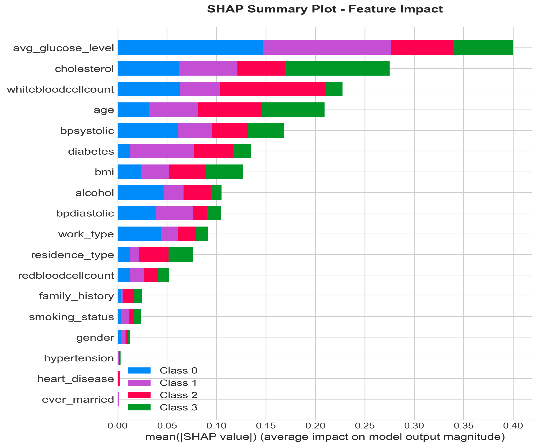 SHAP Summary Plot - Feature Impact
avg_glucose_level
cholesterol
whitebloodcellcount
age
bpsystolic
diabetes
bmi
alcohol
bpdiastolic
work_type
residence_type
redbloodcellcount
family_history
smoking_status
gender
hypertension
heart_disease
ever_married
Class 0
Class 1
Class 2
Class 3
0.00 0.05 0.10 0.15 0.20 0.25 0.30 0.35 0.40
mean(|SHAP value|) (average impact on model output magnitude)